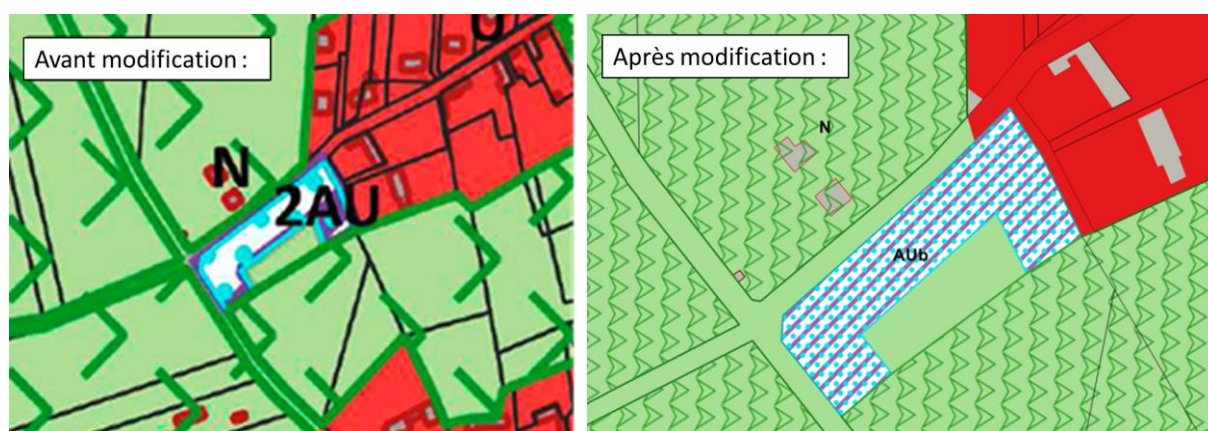 Avant modification :
U
N
2AU
Après modification :
N
AUb